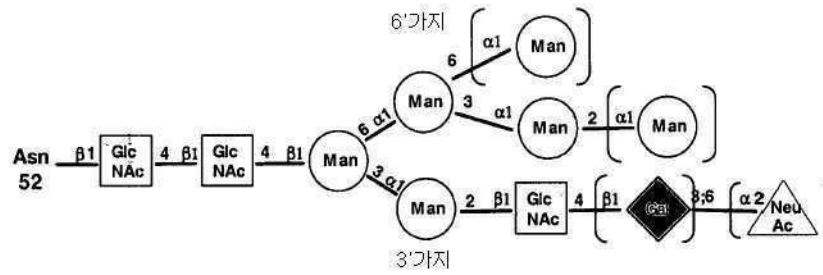 6'가지
6 α1 Man
Man
6 α1
3 α1 Man 2 α1 Man
Asn 52 β1 Glc NAc 4 β1 Glc NAc 4 β1 Man
3 α1
Man 2 β1 Glc NAc 4 β1 Gal 3;6 α2 Neu Ac
3'가지